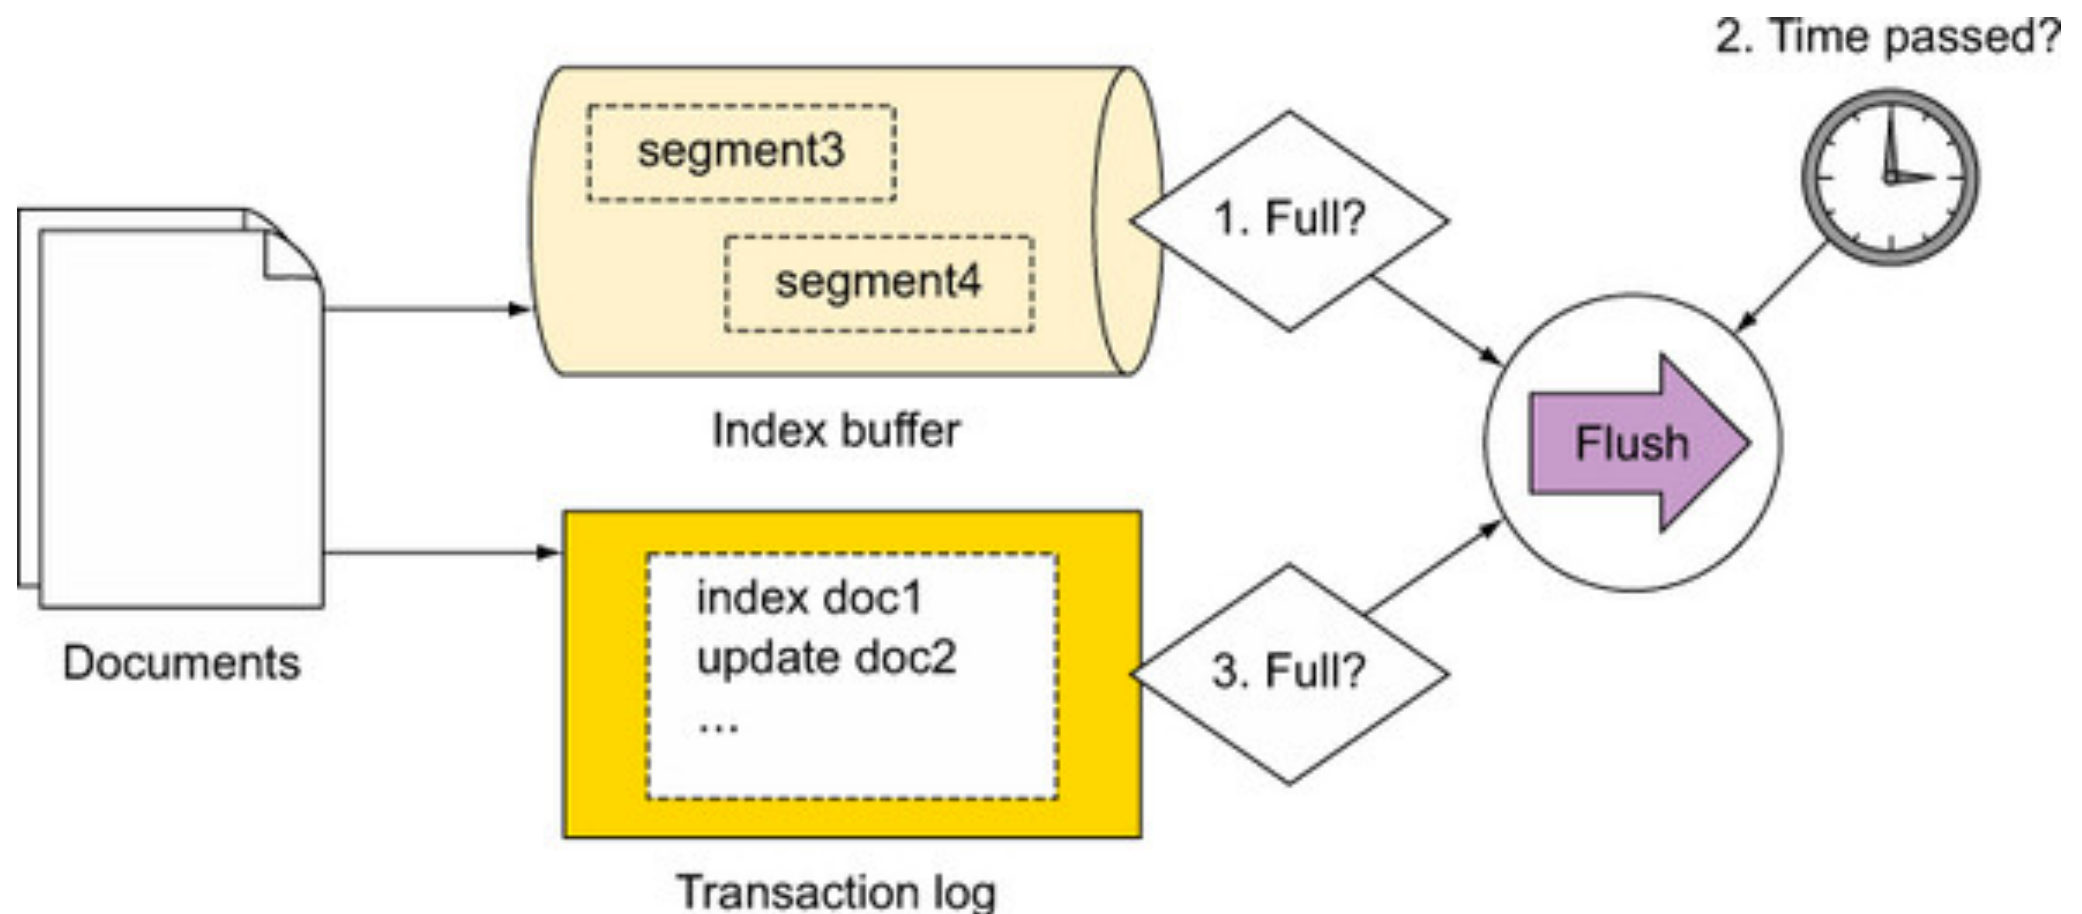 2. Time passed?
segment3
1. Full?
segment4
Index buffer
Flush
index doc1
update doc2
...
3. Full?
Documents
Transaction log